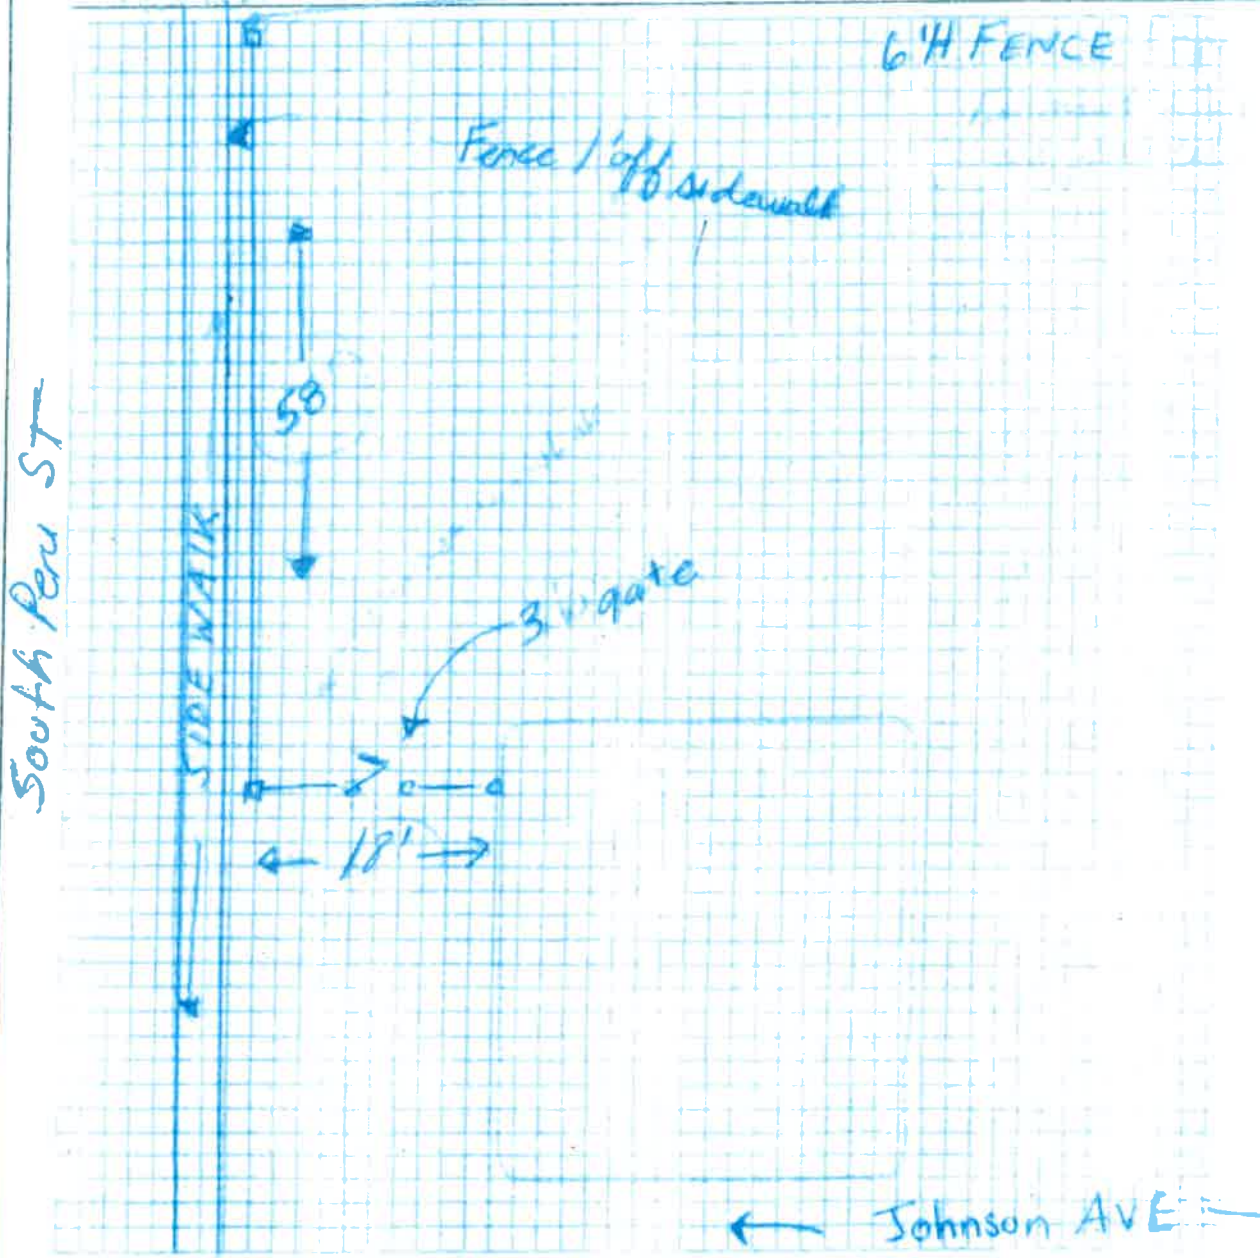 6'H FENCE
Fence 1' off sidewalk
58
South Peru ST
SIDEWALK
3' gate
18'
← Johnson AVE